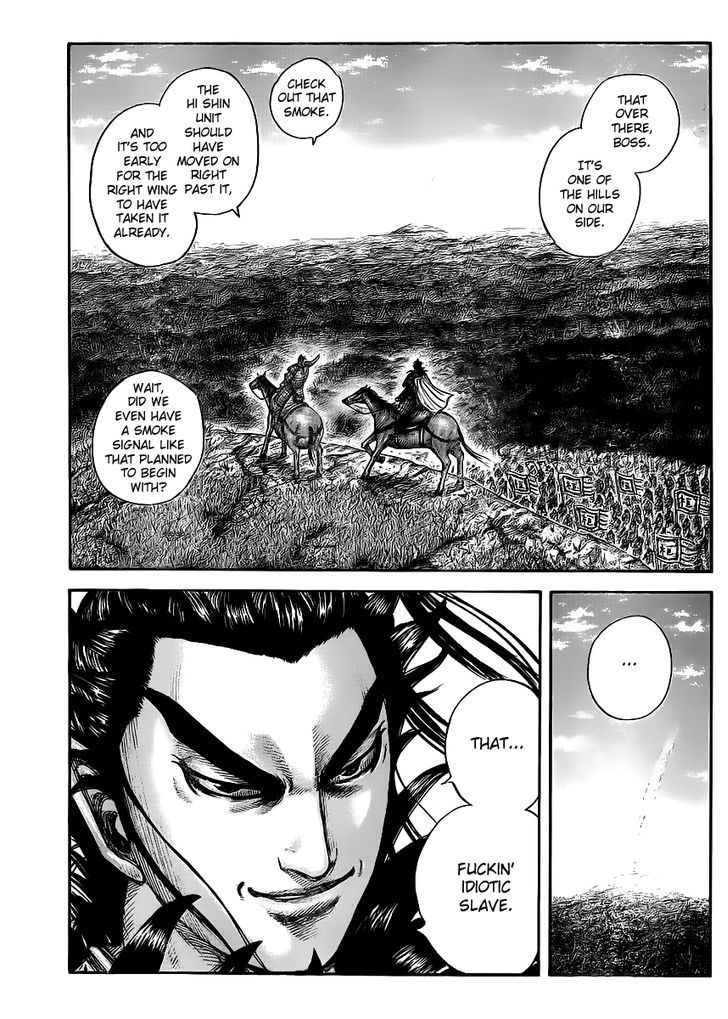 THAT
OVER
THERE,
BOSS.
IT'S
ONE OF
THE HILLS
ON OUR
SIDE.
CHECK
OUT THAT
SMOKE.
THE
HI SHIN
UNIT
SHOULD
HAVE
MOVED ON
RIGHT
PAST IT,
AND
IT'S TOO
EARLY
FOR THE
RIGHT WING
TO HAVE
TAKEN IT
ALREADY.
WAIT,
DID WE
EVEN HAVE
A SMOKE
SIGNAL LIKE
THAT PLANNED
TO BEGIN
WITH?
...
THAT...
FUCKIN'
IDIOTIC
SLAVE.